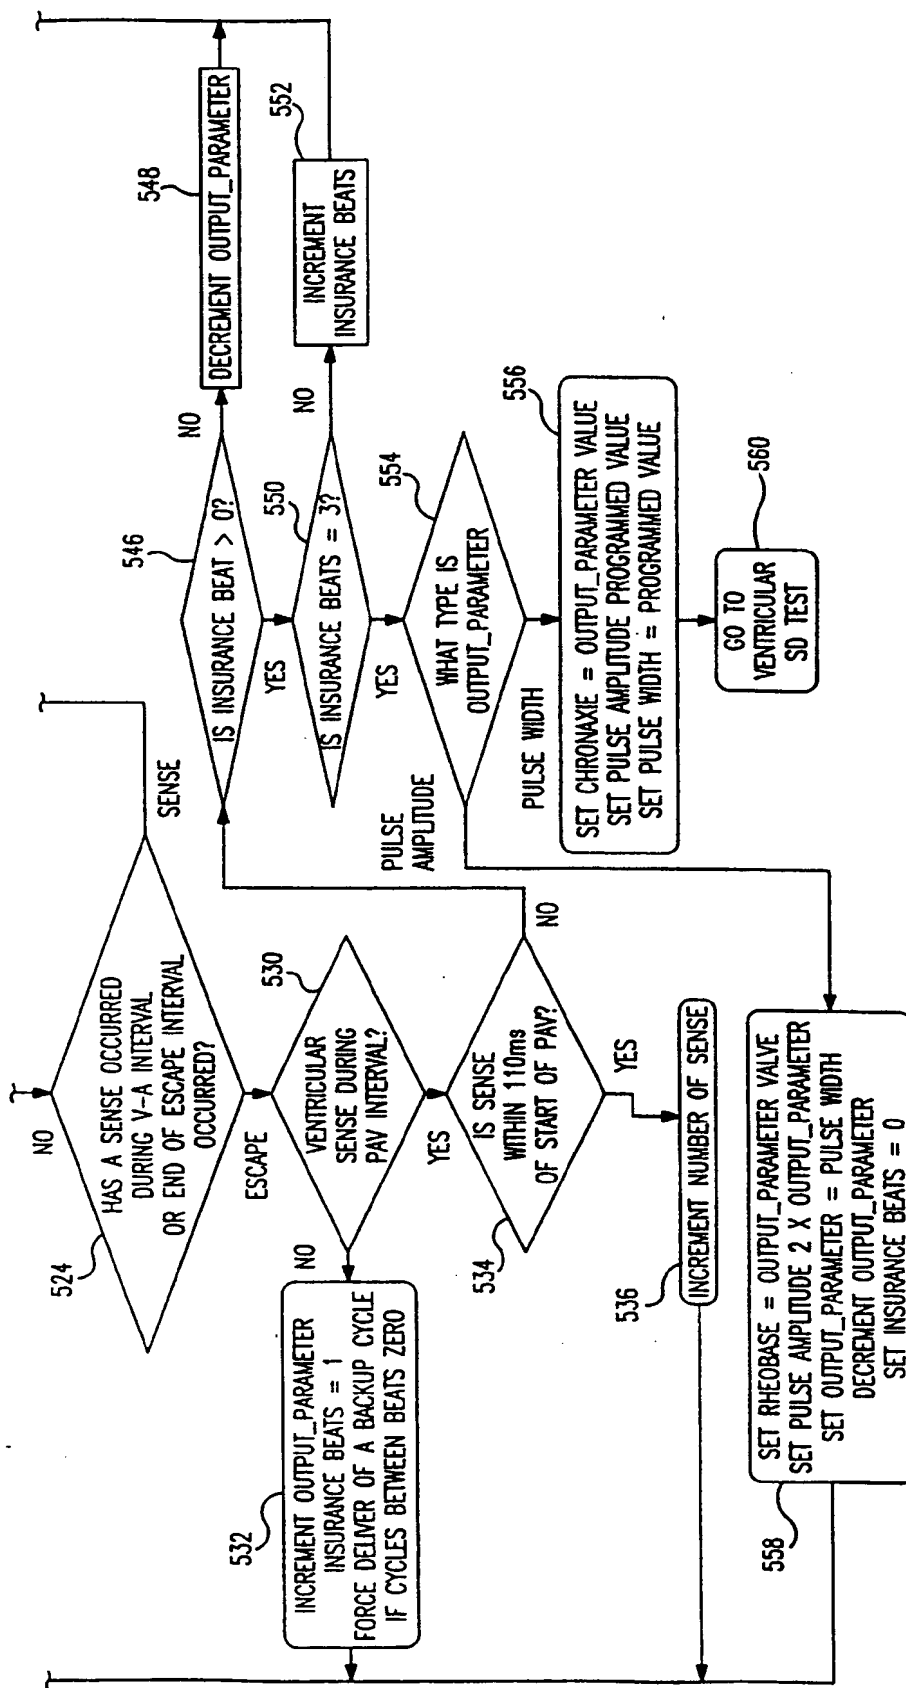 NO
HAS A SENSE OCCURRED
DURING V-A INTERVAL
OR END OF ESCAPE INTERVAL
OCCURRED?
524
SENSE
ESCAPE
VENTRICULAR
SENSE DURING
PAV INTERVAL?
530
NO
YES
INCREMENT OUTPUT_PARAMETER
INSURANCE BEATS = 1
FORCE DELIVER OF A BACKUP CYCLE
IF CYCLES BETWEEN BEATS ZERO
532
IS SENSE
WITHIN 110ms
OF START OF PAV?
534
NO
YES
INCREMENT NUMBER OF SENSE
536
IS INSURANCE BEAT > 0?
546
NO
YES
DECREMENT OUTPUT_PARAMETER
548
IS INSURANCE BEATS = 3?
550
NO
YES
INCREMENT
INSURANCE BEATS
552
WHAT TYPE IS
OUTPUT_PARAMETER
554
PULSE
AMPLITUDE
PULSE WIDTH
SET CHRONAXIE = OUTPUT_PARAMETER VALUE
SET PULSE AMPLITUDE PROGRAMMED VALUE
SET PULSE WIDTH = PROGRAMMED VALUE
556
GO TO
VENTRICULAR
SD TEST
560
SET RHEOBASE = OUTPUT_PARAMETER VALVE
SET PULSE AMPLITUDE 2 X OUTPUT_PARAMETER
SET OUTPUT_PARAMETER = PULSE WIDTH
DECREMENT OUTPUT_PARAMETER
SET INSURANCE BEATS = 0
558